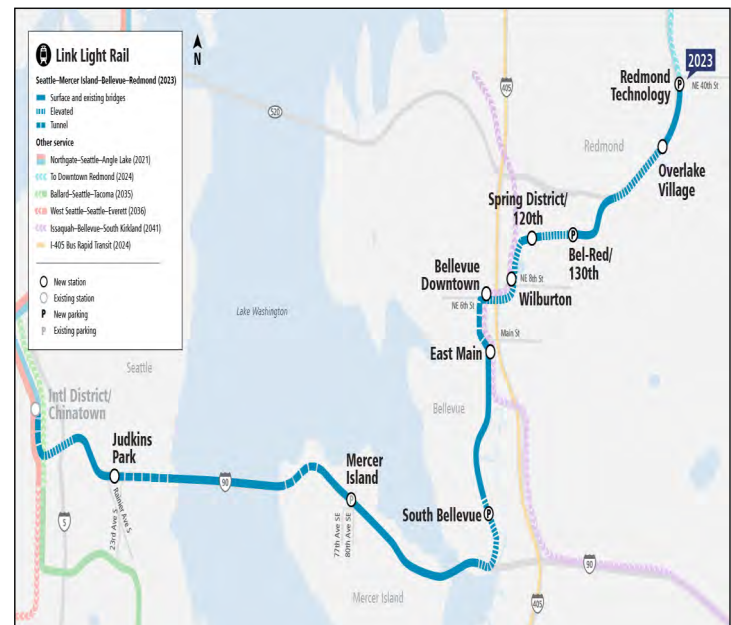 Link Light Rail
Seattle–Mercer Island–Bellevue–Redmond (2023)
Surface and existing bridges
Elevated
Tunnel
Other service
Northgate–Seattle–Angle Lake (2021)
To Downtown Redmond (2024)
Ballard–Seattle–Tacoma (2035)
West Seattle–Seattle–Everett (2036)
Issaquah–Bellevue–South Kirkland (2041)
I-405 Bus Rapid Transit (2024)
New station
Existing station
P New parking
P Existing parking
N
520
405
2023
Redmond
Technology
P
NE 40th St
Redmond
Overlake
Village
Spring District/
120th
P
Bel-Red/
130th
Bellevue
Downtown
NE 8th St
Wilburton
NE 6th St
Main St
East Main
Lake Washington
Seattle
Bellevue
Intl District/
Chinatown
Judkins
Park
Rainier Ave S
23rd Ave S
5
90
Mercer
Island
P
77th Ave SE
80th Ave SE
South Bellevue
P
90
Mercer Island
405